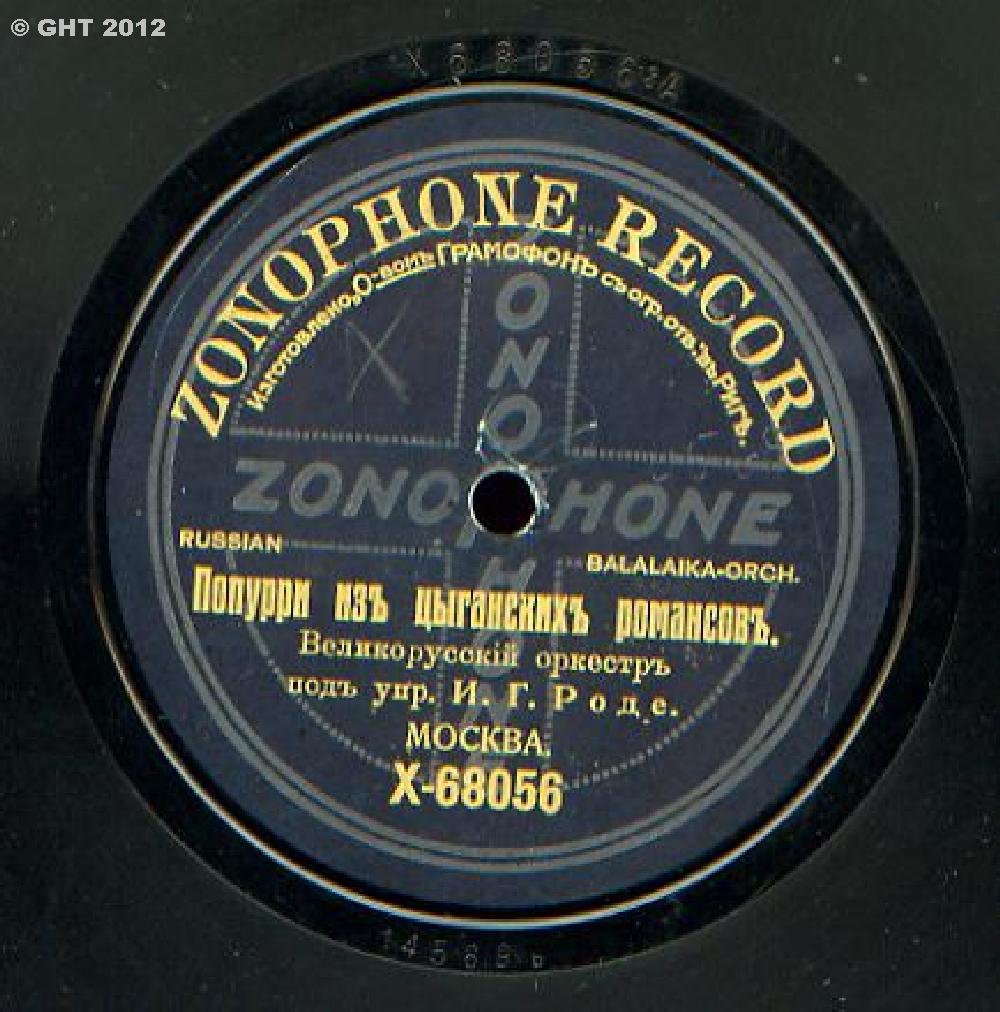 © GHT 2012
X 68056
ZONOPHONE RECORD
Изготовлено О-вомъ ГРАМОФОНЪ съ огр. отв. въ Ригѣ.
ZONOPHONE
ZONOPHONE
RUSSIAN BALALAIKA-ORCH.
Попурри изъ цыганскихъ романсовъ.
Великорусскій оркестръ
подъ упр. И. Г. Роде.
МОСКВА.
X-68056